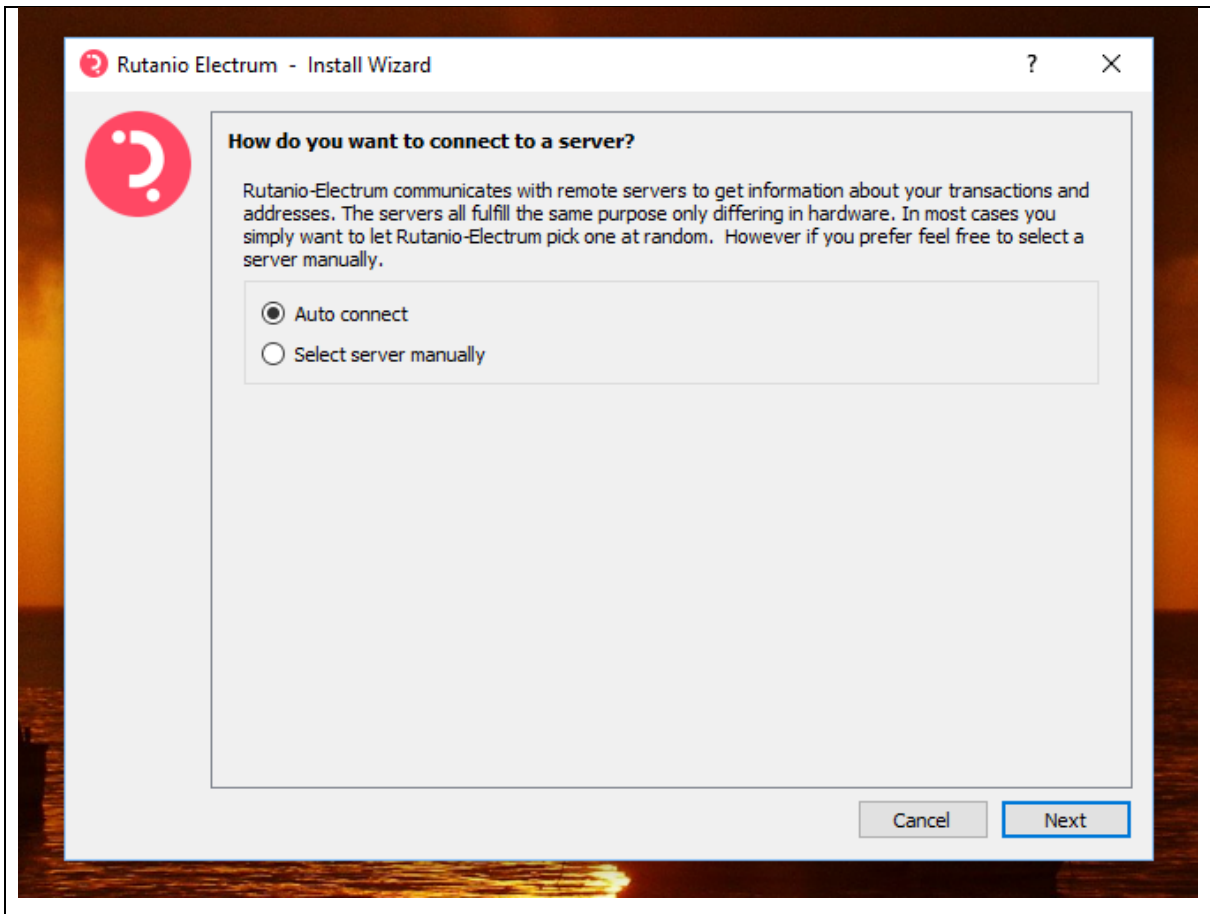 Rutanio Electrum - Install Wizard
How do you want to connect to a server?
Rutanio-Electrum communicates with remote servers to get information about your transactions and
addresses. The servers all fulfill the same purpose only differing in hardware. In most cases you
simply want to let Rutanio-Electrum pick one at random. However if you prefer feel free to select a
server manually.
Auto connect
Select server manually
Cancel
Next